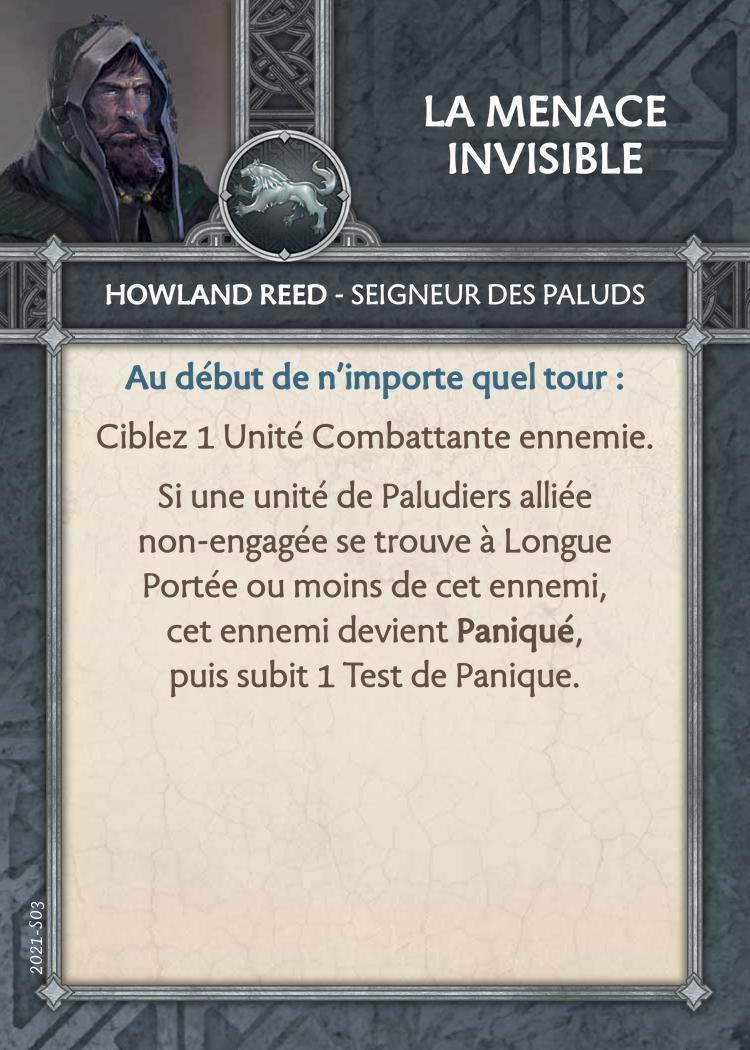 LA MENACE
INVISIBLE
HOWLAND REED - SEIGNEUR DES PALUDS
Au début de n'importe quel tour :
Ciblez 1 Unité Combattante ennemie.
Si une unité de Paludiers alliée
non-engagée se trouve à Longue
Portée ou moins de cet ennemi,
cet ennemi devient Paniqué,
puis subit 1 Test de Panique.
2021-S03